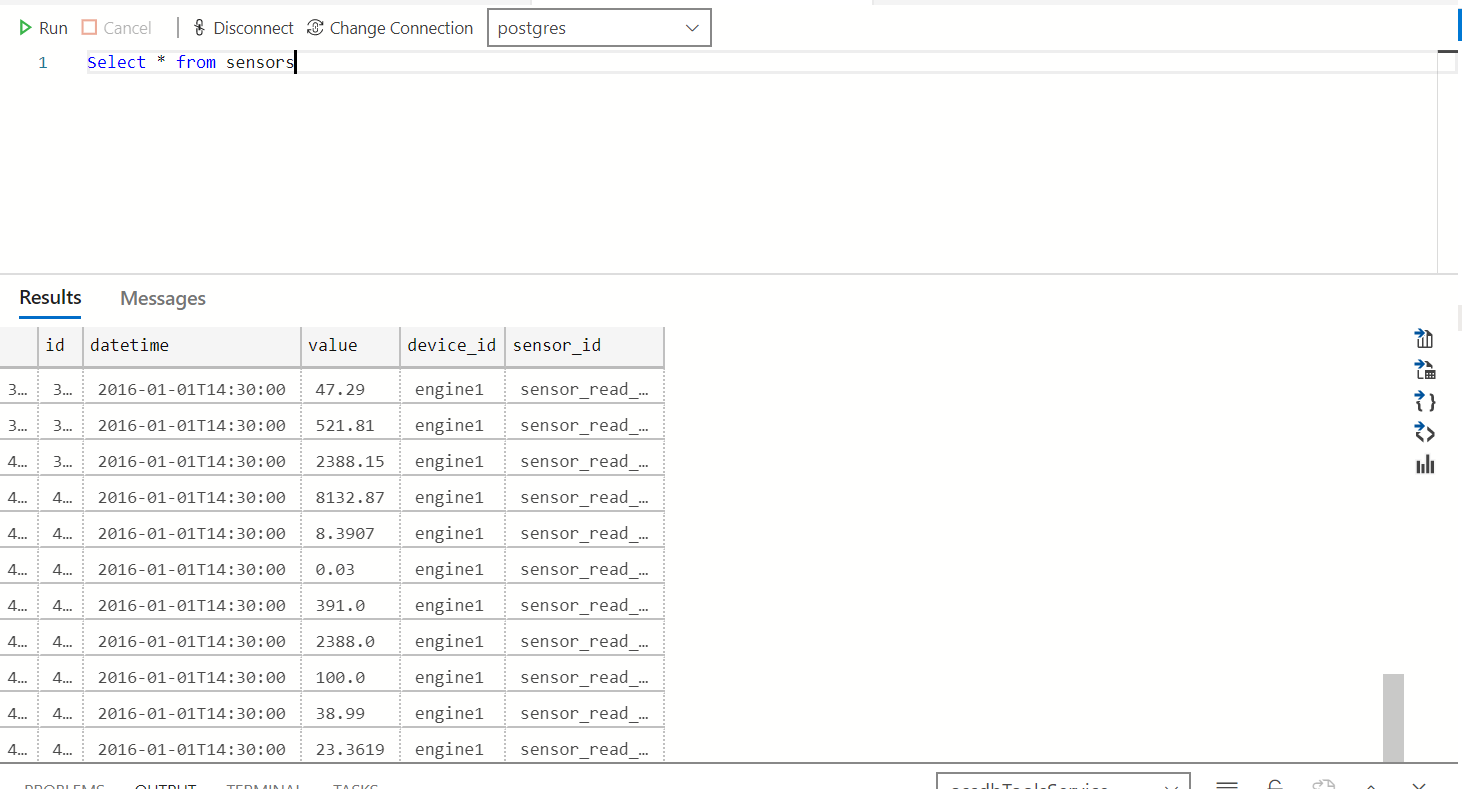 Run Cancel Disconnect Change Connection postgres
1 Select * from sensors
Results Messages
id datetime value device_id sensor_id
3… 3… 2016-01-01T14:30:00 47.29 engine1 sensor_read_…
3… 3… 2016-01-01T14:30:00 521.81 engine1 sensor_read_…
4… 3… 2016-01-01T14:30:00 2388.15 engine1 sensor_read_…
4… 4… 2016-01-01T14:30:00 8132.87 engine1 sensor_read_…
4… 4… 2016-01-01T14:30:00 8.3907 engine1 sensor_read_…
4… 4… 2016-01-01T14:30:00 0.03 engine1 sensor_read_…
4… 4… 2016-01-01T14:30:00 391.0 engine1 sensor_read_…
4… 4… 2016-01-01T14:30:00 2388.0 engine1 sensor_read_…
4… 4… 2016-01-01T14:30:00 100.0 engine1 sensor_read_…
4… 4… 2016-01-01T14:30:00 38.99 engine1 sensor_read_…
4… 4… 2016-01-01T14:30:00 23.3619 engine1 sensor_read_…
PROBLEMS OUTPUT TERMINAL TASKS